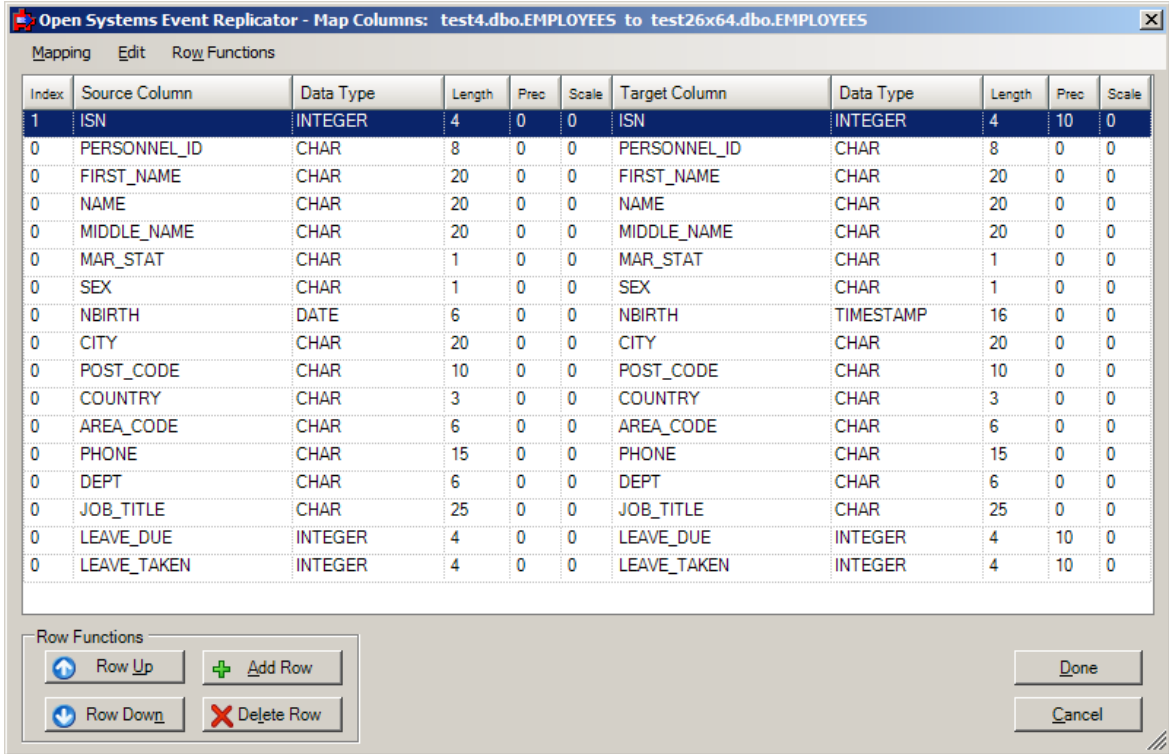 Open Systems Event Replicator - Map Columns: test4.dbo.EMPLOYEES to test26x64.dbo.EMPLOYEES
Mapping Edit Row Functions
Index Source Column Data Type Length Prec Scale Target Column Data Type Length Prec Scale
1 ISN INTEGER 4 0 0 ISN INTEGER 4 10 0
0 PERSONNEL_ID CHAR 8 0 0 PERSONNEL_ID CHAR 8 0 0
0 FIRST_NAME CHAR 20 0 0 FIRST_NAME CHAR 20 0 0
0 NAME CHAR 20 0 0 NAME CHAR 20 0 0
0 MIDDLE_NAME CHAR 20 0 0 MIDDLE_NAME CHAR 20 0 0
0 MAR_STAT CHAR 1 0 0 MAR_STAT CHAR 1 0 0
0 SEX CHAR 1 0 0 SEX CHAR 1 0 0
0 NBIRTH DATE 6 0 0 NBIRTH TIMESTAMP 16 0 0
0 CITY CHAR 20 0 0 CITY CHAR 20 0 0
0 POST_CODE CHAR 10 0 0 POST_CODE CHAR 10 0 0
0 COUNTRY CHAR 3 0 0 COUNTRY CHAR 3 0 0
0 AREA_CODE CHAR 6 0 0 AREA_CODE CHAR 6 0 0
0 PHONE CHAR 15 0 0 PHONE CHAR 15 0 0
0 DEPT CHAR 6 0 0 DEPT CHAR 6 0 0
0 JOB_TITLE CHAR 25 0 0 JOB_TITLE CHAR 25 0 0
0 LEAVE_DUE INTEGER 4 0 0 LEAVE_DUE INTEGER 4 10 0
0 LEAVE_TAKEN INTEGER 4 0 0 LEAVE_TAKEN INTEGER 4 10 0
Row Functions
Row Up Add Row Done
Row Down Delete Row Cancel